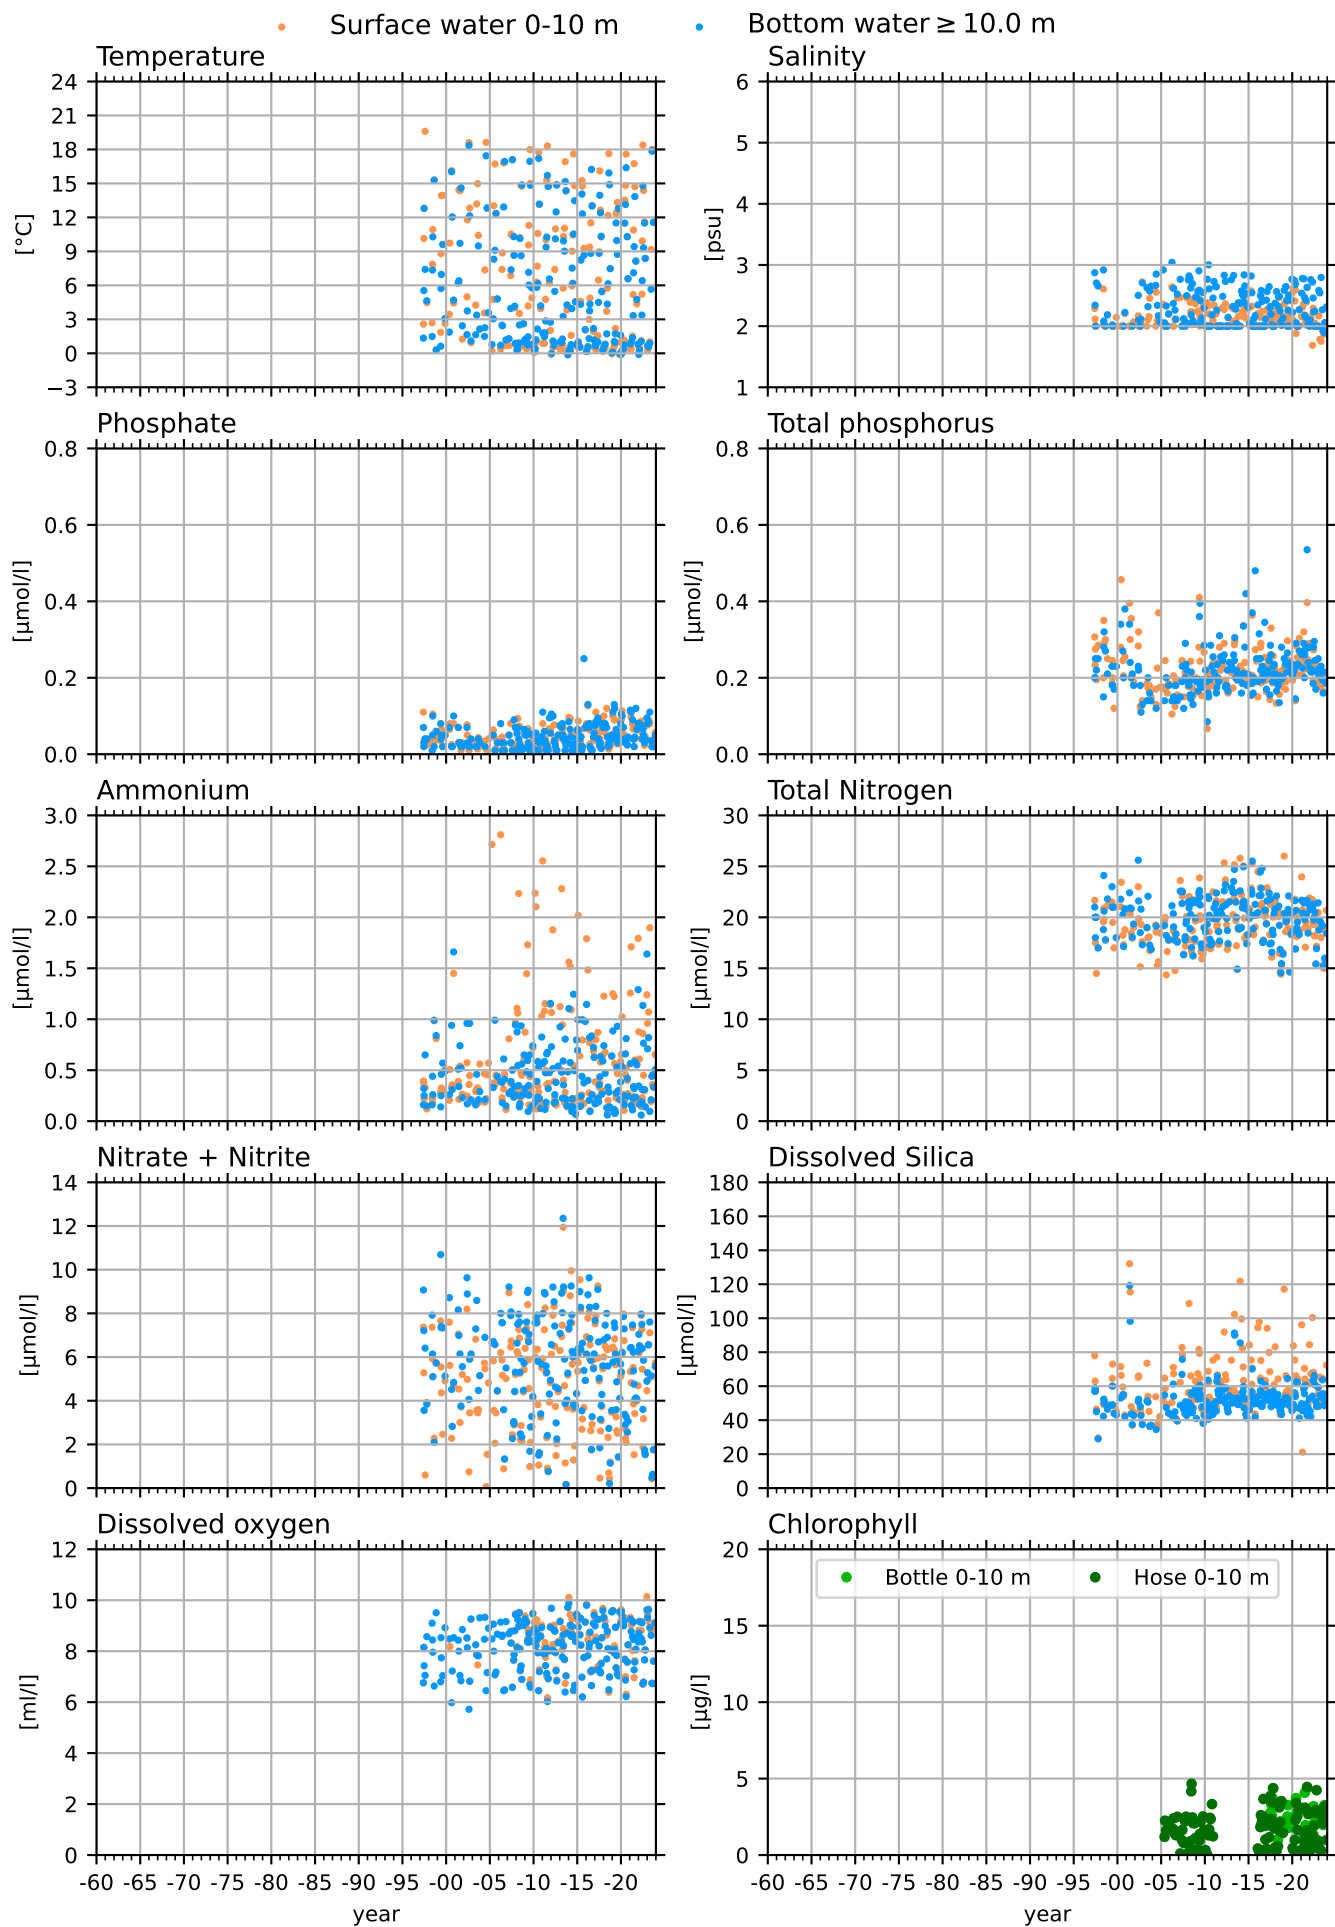 Surface water 0-10 m Bottom water ≥ 10.0 m
Temperature Salinity
24 21 18 15 12 9 6 3 0 −3
[°C]
6 5 4 3 2 1
[psu]
Phosphate Total phosphorus
0.8 0.6 0.4 0.2 0.0
[µmol/l]
0.8 0.6 0.4 0.2 0.0
[µmol/l]
Ammonium Total Nitrogen
3.0 2.5 2.0 1.5 1.0 0.5 0.0
[µmol/l]
30 25 20 15 10 5 0
[µmol/l]
Nitrate + Nitrite Dissolved Silica
14 12 10 8 6 4 2 0
[µmol/l]
180 160 140 120 100 80 60 40 20 0
[µmol/l]
Dissolved oxygen Chlorophyll
12 10 8 6 4 2 0
[ml/l]
20 15 10 5 0
[µg/l]
Bottle 0-10 m Hose 0-10 m
-60 -65 -70 -75 -80 -85 -90 -95 -00 -05 -10 -15 -20
-60 -65 -70 -75 -80 -85 -90 -95 -00 -05 -10 -15 -20
year year